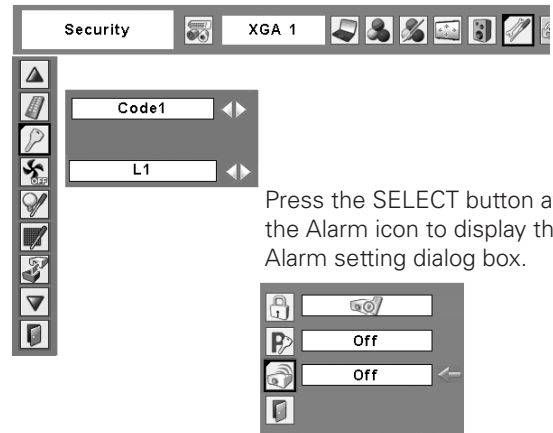 Security
XGA 1
Code1
L1
OFF
Press the SELECT button a
the Alarm icon to display th
Alarm setting dialog box.
P
Off
Off